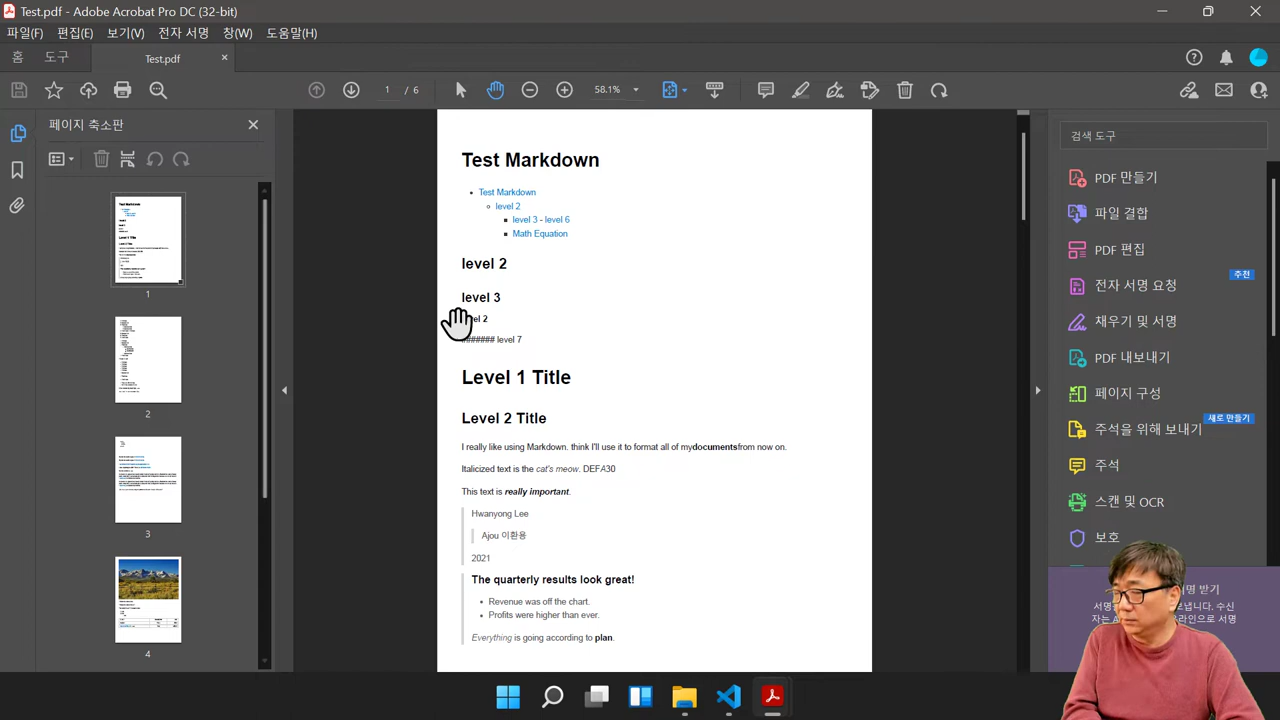 Test.pdf - Adobe Acrobat Pro DC (32-bit)
파일(F) 편집(E) 보기(V) 전자 서명 창(W) 도움말(H)
홈 도구 Test.pdf ×
1 / 6 58.1%
페이지 축소판
검색 도구
1
2
3
4
Test Markdown
Test Markdown
level 2
level 3 - level 6
Math Equation
level 2
level 3
####### level 7
Level 1 Title
Level 2 Title
I really like using Markdown. think I'll use it to format all of mydocumentsfrom now on.
Italicized text is the cat's meow. DEFA30
This text is really important.
Hwanyong Lee
Ajou 이환용
2021
The quarterly results look great!
Revenue was off the chart.
Profits were higher than ever.
Everything is going according to plan.
PDF 만들기
파일 결합
PDF 편집
추천
전자 서명 요청
채우기 및 서명
PDF 내보내기
페이지 구성
새로 만들기
주석을 위해 보내기
주석
스캔 및 OCR
보호